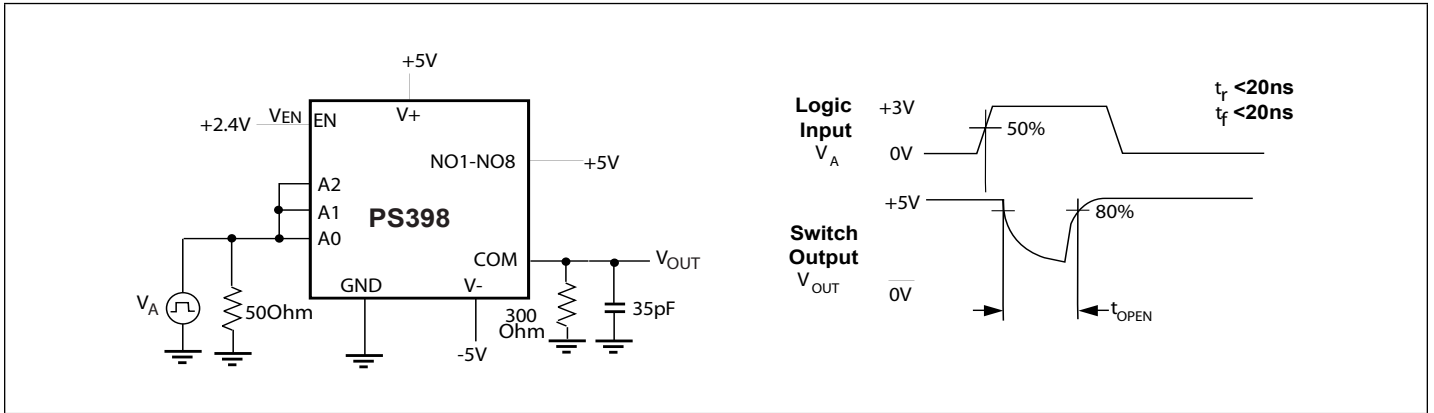 +5V
+2.4V
VEN
EN
V+
NO1-NO8
+5V
A2
A1
PS398
A0
COM
VOUT
GND
V-
VA
50Ohm
300
Ohm
35pF
-5V
Logic
Input
VA
+3V
0V
50%
tr <20ns
tf <20ns
+5V
80%
Switch
Output
VOUT
0V
tOPEN